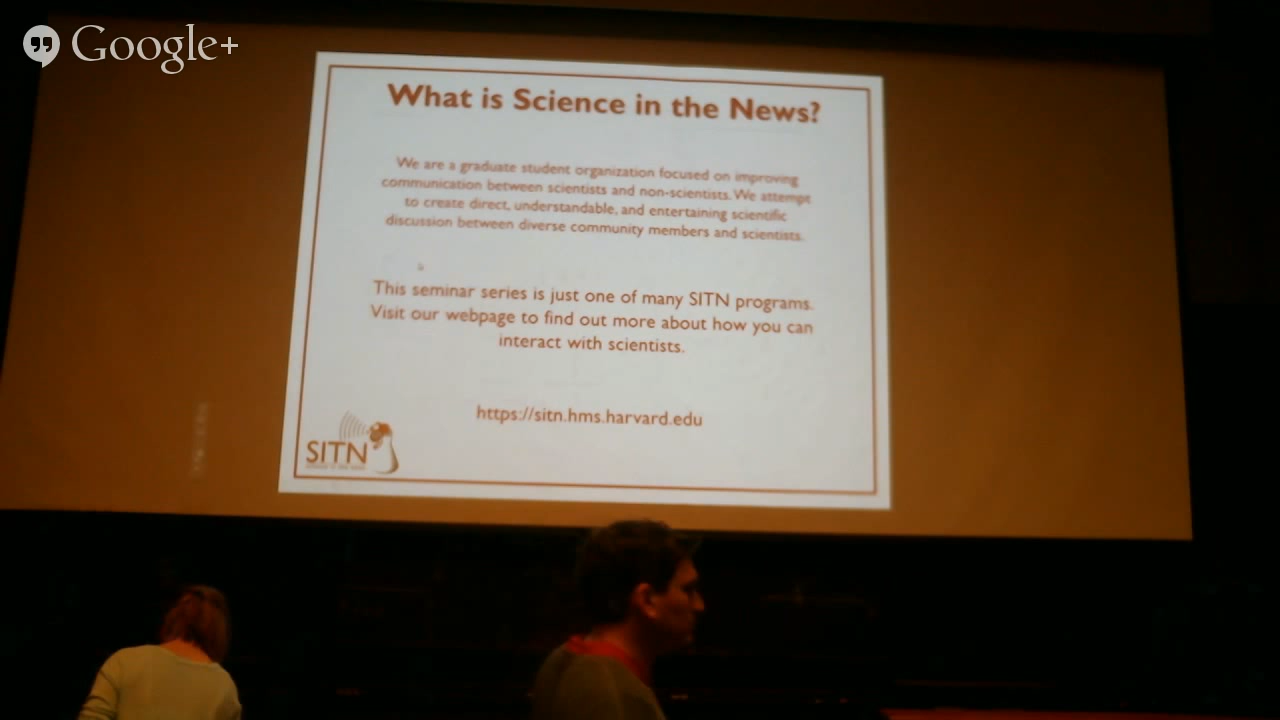 Google+
What is Science in the News?
We are a graduate student organization focused on improving
communication between scientists and non-scientists. We attempt
to create direct, understandable, and entertaining scientific
discussion between diverse community members and scientists.
This seminar series is just one of many SITN programs.
Visit our webpage to find out more about how you can
interact with scientists.
https://sitn.hms.harvard.edu
SITN